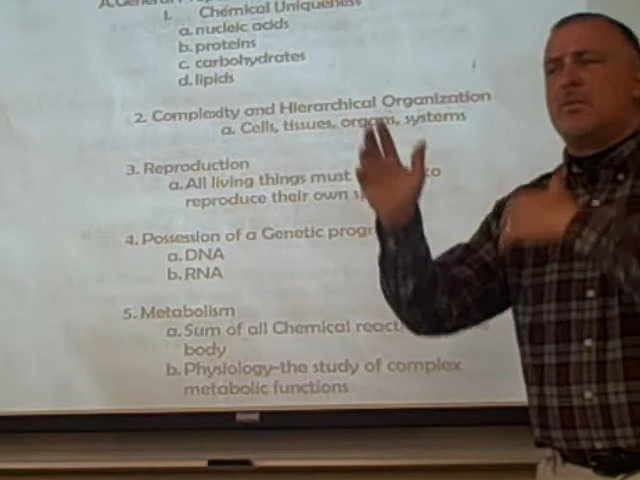 A. General
1. Chemical Uniqueness
a. nucleic acids
b. proteins
c. carbohydrates
d. lipids
2. Complexity and Hierarchical Organization
a. Cells, tissues, organs, systems
3. Reproduction
a. All living things must
reproduce their own
4. Possession of a Genetic
a. DNA
b. RNA
5. Metabolism
a. Sum of all Chemical
body
b. Physiology-the study of complex
metabolic functions